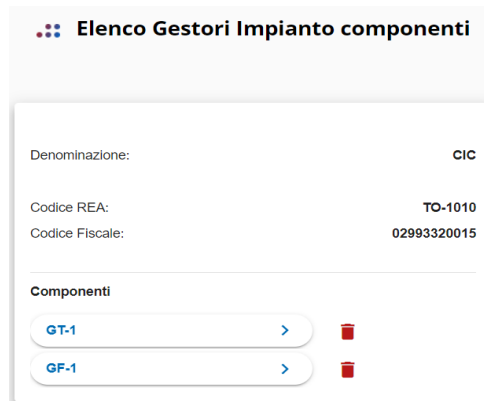 Elenco Gestori Impianto componenti
Denominazione: CIC
Codice REA: TO-1010
Codice Fiscale: 02993320015
Componenti
GT-1
GF-1